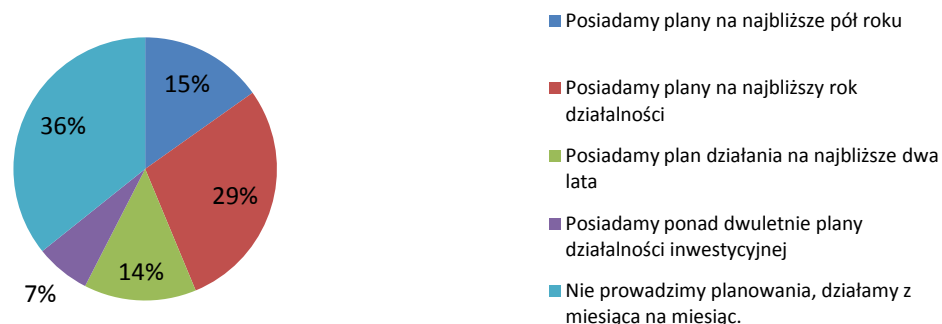 15%
29%
14%
7%
36%
Posiadamy plany na najbliższe pół roku
Posiadamy plany na najbliższy rok
działalności
Posiadamy plan działania na najbliższe dwa
lata
Posiadamy ponad dwuletnie plany
działalności inwestycyjnej
Nie prowadzimy planowania, działamy z
miesiąca na miesiąc.